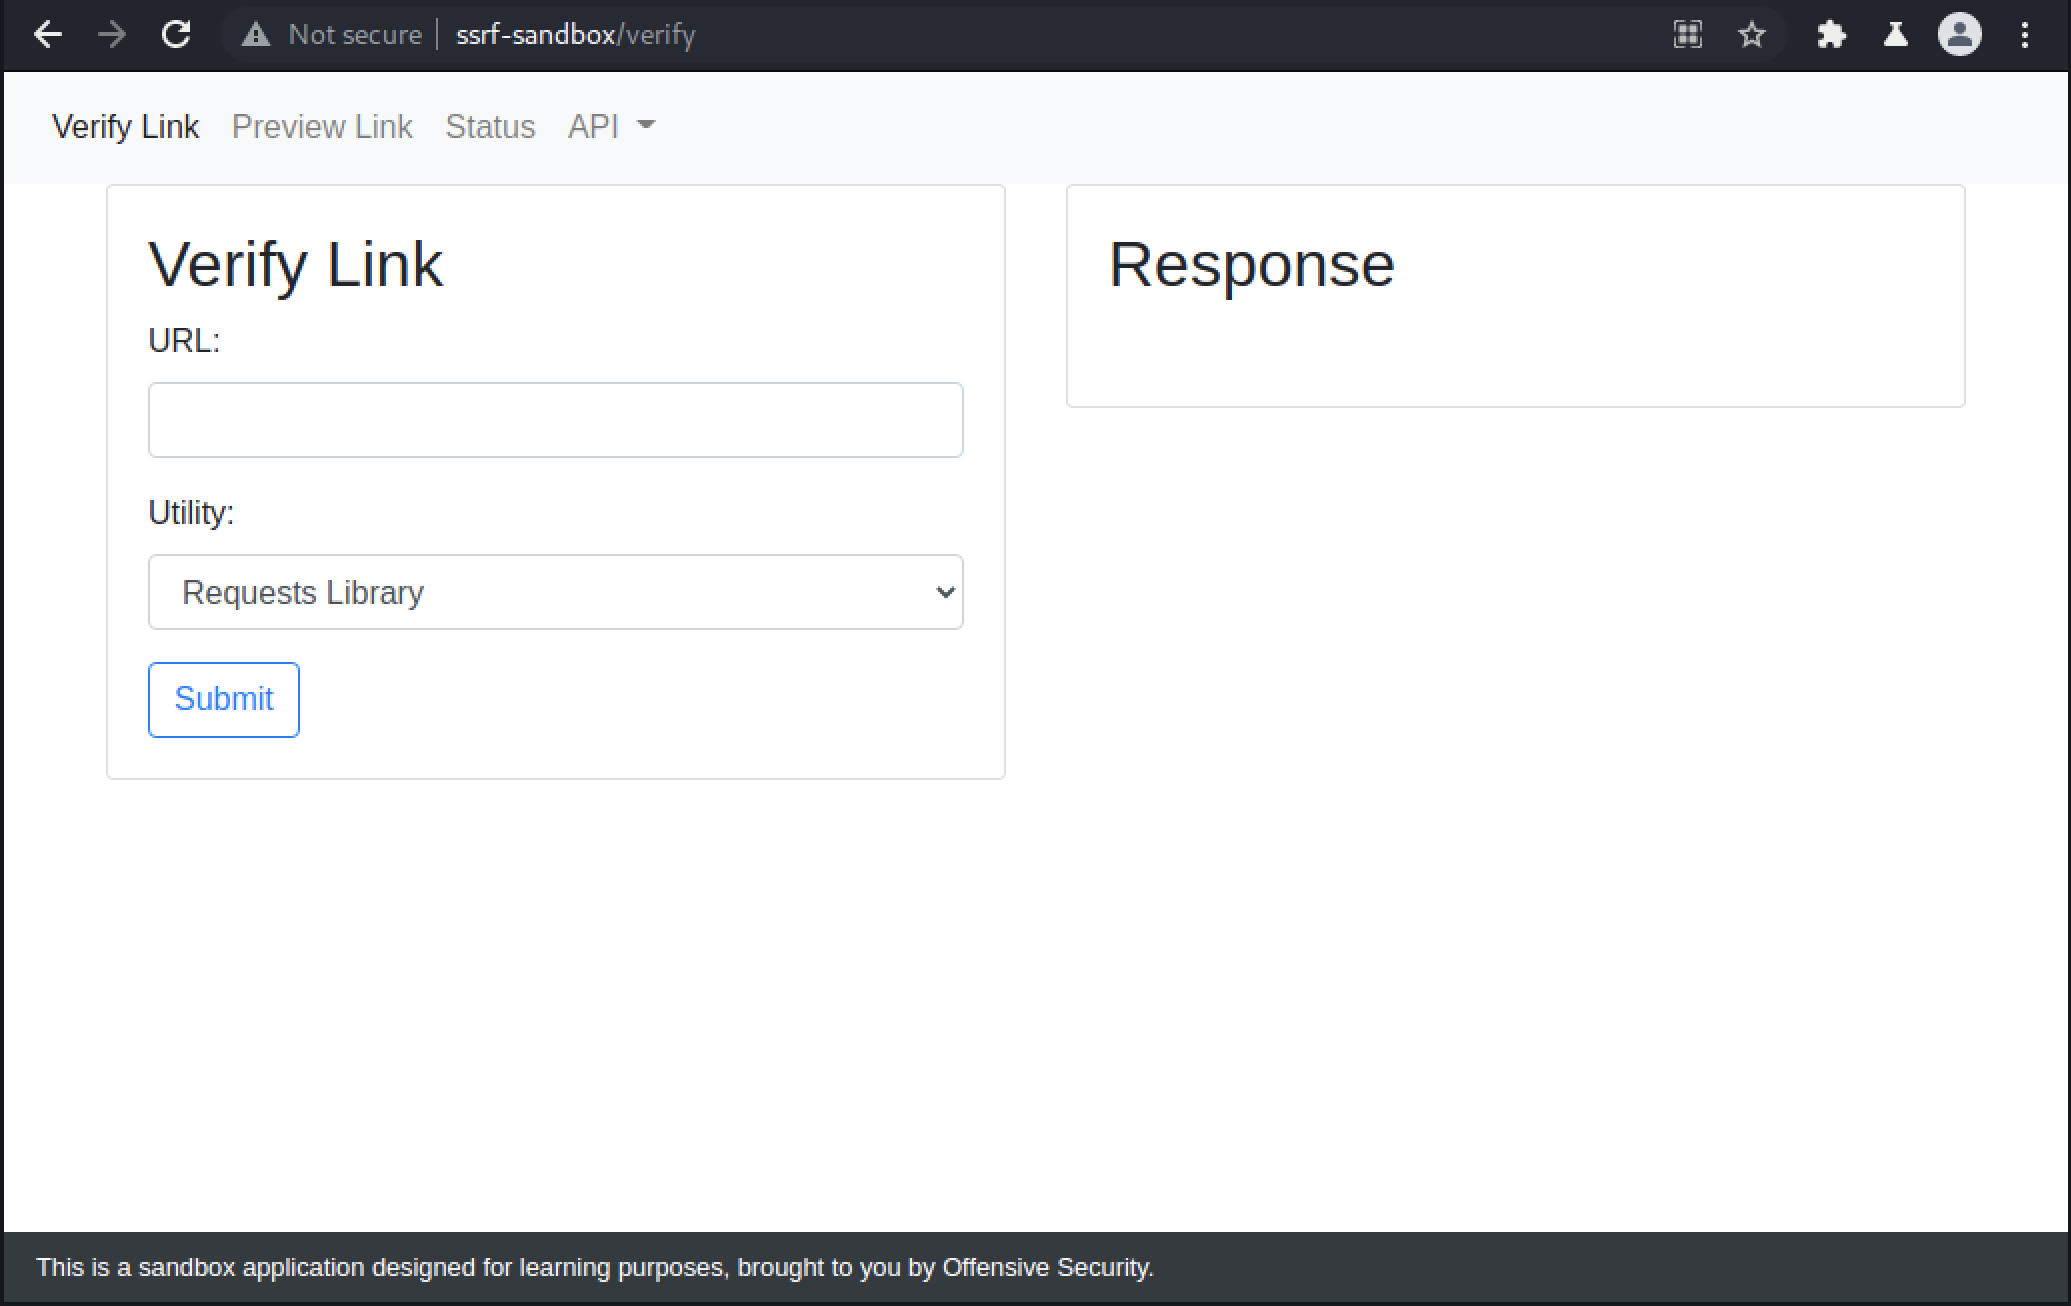 Not secure ssrf-sandbox/verify
Verify Link Preview Link Status API
Verify Link
URL:
Utility:
Requests Library
Submit
Response
This is a sandbox application designed for learning purposes, brought to you by Offensive Security.